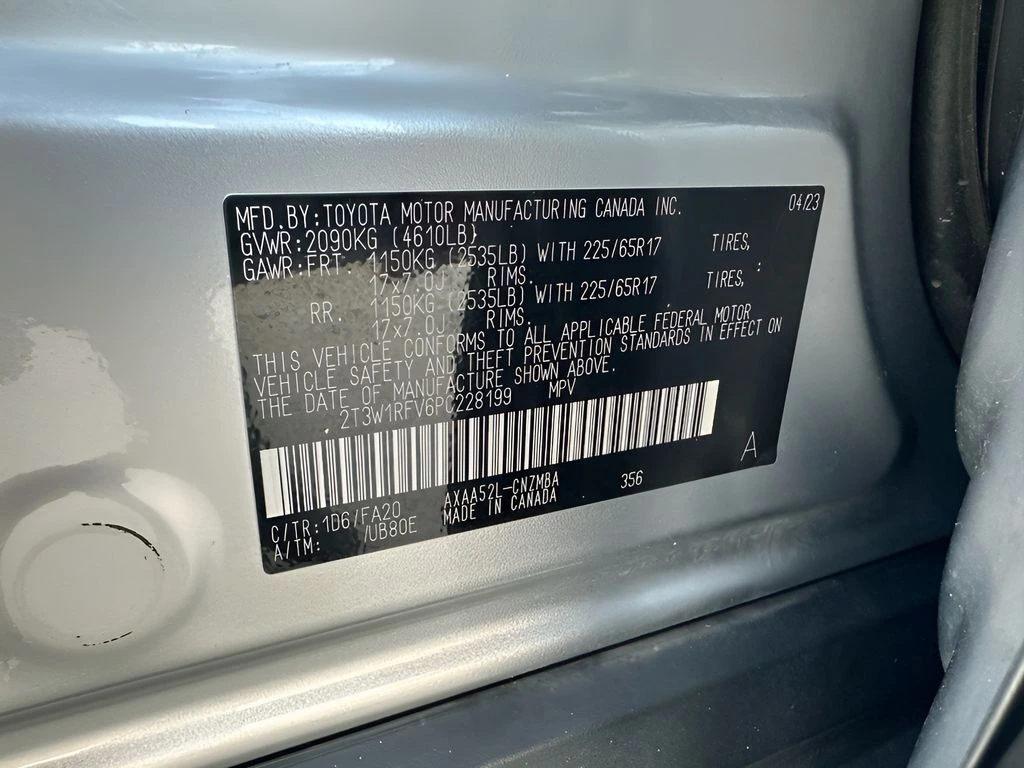 MFD.BY:TOYOTA MOTOR MANUFACTURING CANADA INC. 04/23
GVWR:2090KG (4610LB)
GAWR:FRT. 1150KG (2535LB) WITH 225/65R17 TIRES,
17x7.0J RIMS.
RR. 1150KG (2535LB) WITH 225/65R17 TIRES,
17x7.0J RIMS.
THIS VEHICLE CONFORMS TO ALL APPLICABLE FEDERAL MOTOR
VEHICLE SAFETY AND THEFT PREVENTION STANDARDS IN EFFECT ON
THE DATE OF MANUFACTURE SHOWN ABOVE.
2T3W1RFV6PC228199 MPV
A
C/TR:1D6/FA20 AXAA52L-CNZMBA 356
A/TM: /UB80E MADE IN CANADA